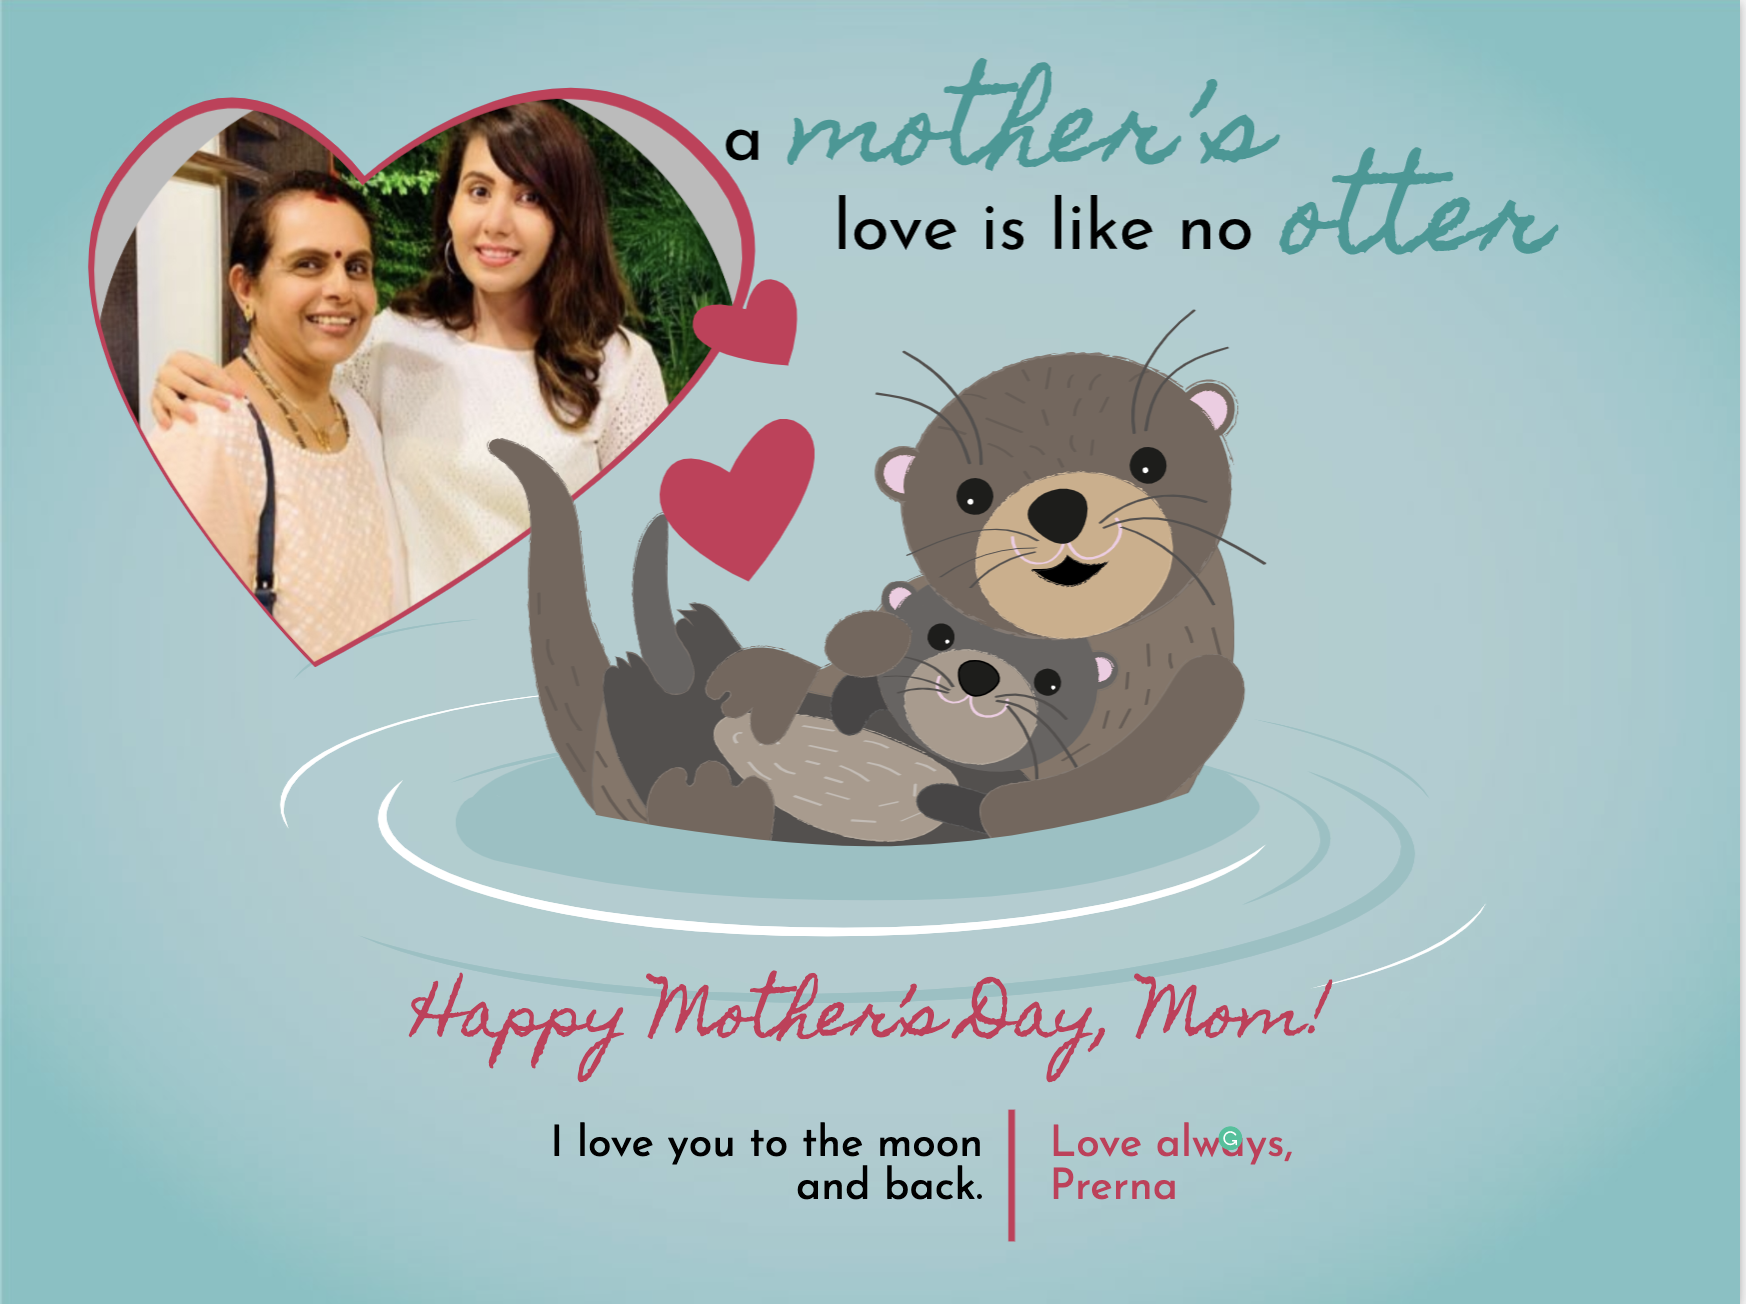 a mother's
love is like no otter
Happy Mother's Day, Mom!
I love you to the moon
and back.
Love always,
Prerna